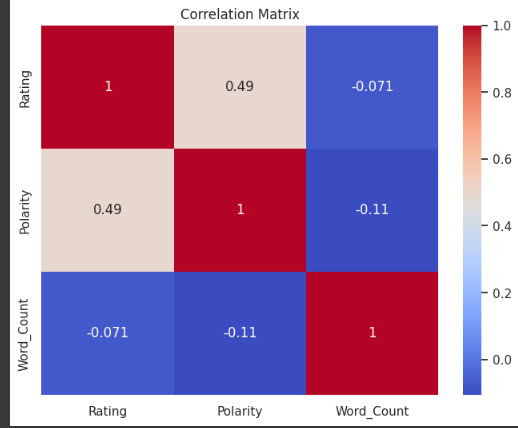 Correlation Matrix
Rating
1
0.49
-0.071
Polarity
0.49
1
-0.11
Word_Count
-0.071
-0.11
1
Rating
Polarity
Word_Count
1.0
0.8
0.6
0.4
0.2
0.0